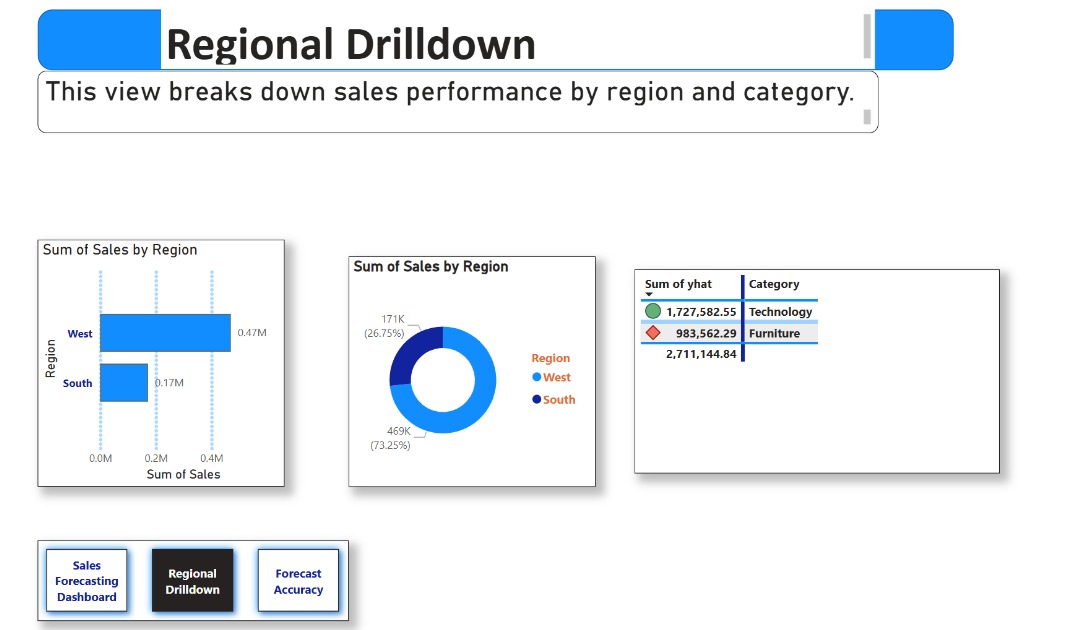 Regional Drilldown
This view breaks down sales performance by region and category.
Sum of Sales by Region
Region
West
0.47M
South
0.17M
0.0M 0.2M 0.4M
Sum of Sales
Sum of Sales by Region
171K
(26.75%)
469K
(73.25%)
Region
West
South
Sum of yhat Category
1,727,582.55 Technology
983,562.29 Furniture
2,711,144.84
Sales
Forecasting
Dashboard
Regional
Drilldown
Forecast
Accuracy